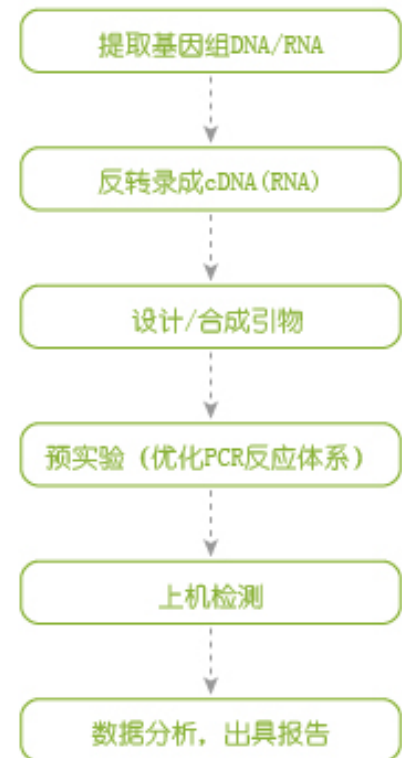 提取基因组DNA/RNA
反转录成cDNA(RNA)
设计/合成引物
预实验（优化PCR反应体系）
上机检测
数据分析，出具报告